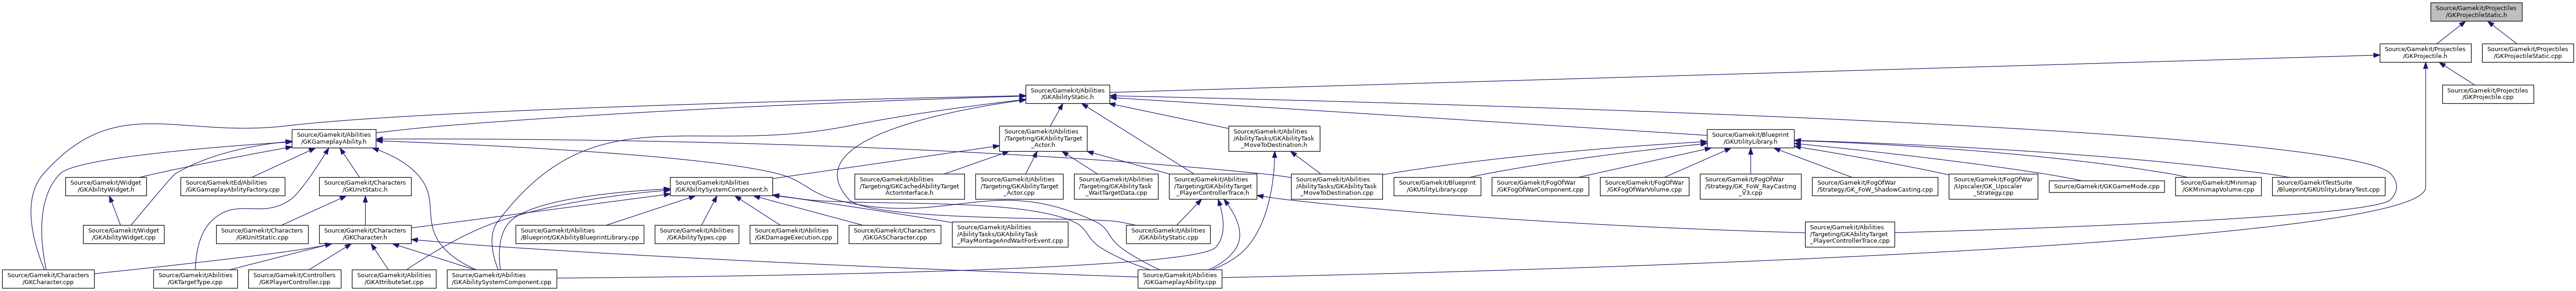 Source/Gamekit/Projectiles
/GKProjectileStatic.h
Source/Gamekit/Projectiles
/GKProjectile.h
Source/Gamekit/Projectiles
/GKProjectileStatic.cpp
Source/Gamekit/Abilities
/GKAbilityStatic.h
Source/Gamekit/Projectiles
/GKProjectile.cpp
Source/Gamekit/Abilities
/GKGameplayAbility.h
Source/Gamekit/Abilities
/Targeting/GKAbilityTarget
_Actor.h
Source/Gamekit/Abilities
/AbilityTasks/GKAbilityTask
_MoveToDestination.h
Source/Gamekit/Blueprint
/GKUtilityLibrary.h
Source/Gamekit/Widget
/GKAbilityWidget.h
Source/GamekitEd/Abilities
/GKGameplayAbilityFactory.cpp
Source/Gamekit/Characters
/GKUnitStatic.h
Source/Gamekit/Abilities
/GKAbilitySystemComponent.h
Source/Gamekit/Abilities
/Targeting/GKCachedAbilityTarget
ActorInterface.h
Source/Gamekit/Abilities
/Targeting/GKAbilityTarget
_Actor.cpp
Source/Gamekit/Abilities
/Targeting/GKAbilityTask
_WaitTargetData.cpp
Source/Gamekit/Abilities
/Targeting/GKAbilityTarget
_PlayerControllerTrace.h
Source/Gamekit/Abilities
/AbilityTasks/GKAbilityTask
_MoveToDestination.cpp
Source/Gamekit/Blueprint
/GKUtilityLibrary.cpp
Source/Gamekit/FogOfWar
/GKFogOfWarComponent.cpp
Source/Gamekit/FogOfWar
/GKFogOfWarVolume.cpp
Source/Gamekit/FogOfWar
/Strategy/GK_FoW_RayCasting
_V3.cpp
Source/Gamekit/FogOfWar
/Strategy/GK_FoW_ShadowCasting.cpp
Source/Gamekit/FogOfWar
/Upscaler/GK_Upscaler
_Strategy.cpp
Source/Gamekit/GKGameMode.cpp
Source/Gamekit/Minimap
/GKMinimapVolume.cpp
Source/GamekitTestSuite
/Blueprint/GKUtilityLibraryTest.cpp
Source/Gamekit/Widget
/GKAbilityWidget.cpp
Source/Gamekit/Characters
/GKUnitStatic.cpp
Source/Gamekit/Characters
/GKCharacter.h
Source/Gamekit/Abilities
/Blueprint/GKAbilityBlueprintLibrary.cpp
Source/Gamekit/Abilities
/GKAbilityTypes.cpp
Source/Gamekit/Abilities
/GKDamageExecution.cpp
Source/Gamekit/Characters
/GKGASCharacter.cpp
Source/Gamekit/Abilities
/AbilityTasks/GKAbilityTask
_PlayMontageAndWaitForEvent.cpp
Source/Gamekit/Abilities
/GKAbilityStatic.cpp
Source/Gamekit/Abilities
/Targeting/GKAbilityTarget
_PlayerControllerTrace.cpp
Source/Gamekit/Characters
/GKCharacter.cpp
Source/Gamekit/Abilities
/GKTargetType.cpp
Source/Gamekit/Controllers
/GKPlayerController.cpp
Source/Gamekit/Abilities
/GKAttributeSet.cpp
Source/Gamekit/Abilities
/GKAbilitySystemComponent.cpp
Source/Gamekit/Abilities
/GKGameplayAbility.cpp